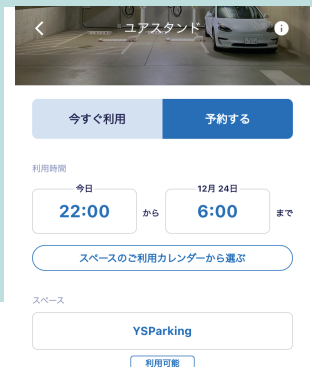 ユアスタンド
今すぐ利用 予約する
利用時間
今日 12月 24日
22:00 から 6:00 まで
スペースのご利用カレンダーから選ぶ
スペース
YSParking
利用可能